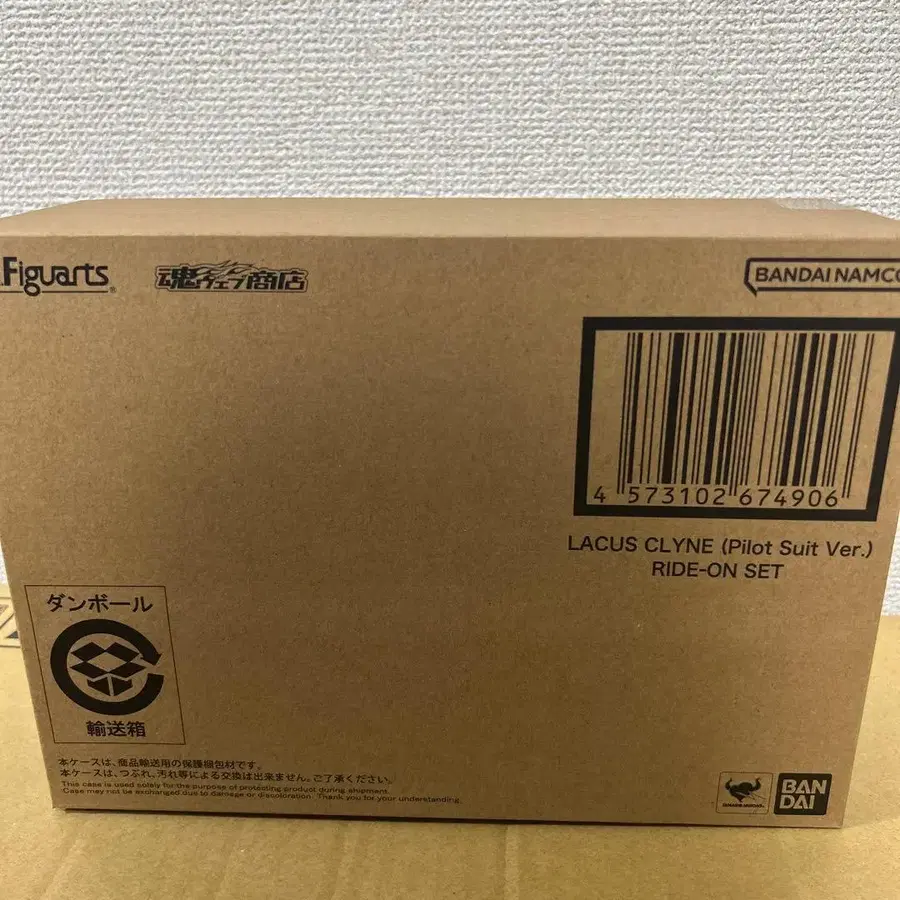 .Figuarts®
魂ウェブ商店
BANDAI NAMCO
4 573102 674906
LACUS CLYNE (Pilot Suit Ver.)
RIDE-ON SET
ダンボール
輸送箱
本ケースは、商品輸送用の保護梱包材です。
本ケースは、つぶれ、汚れ等による交換は出来ません。ご了承ください。
This case is used solely for the purpose of protecting product during shipment.
Case may not be exchanged due to damage or discoloration. Thank you for your understanding.
BAN
DAI